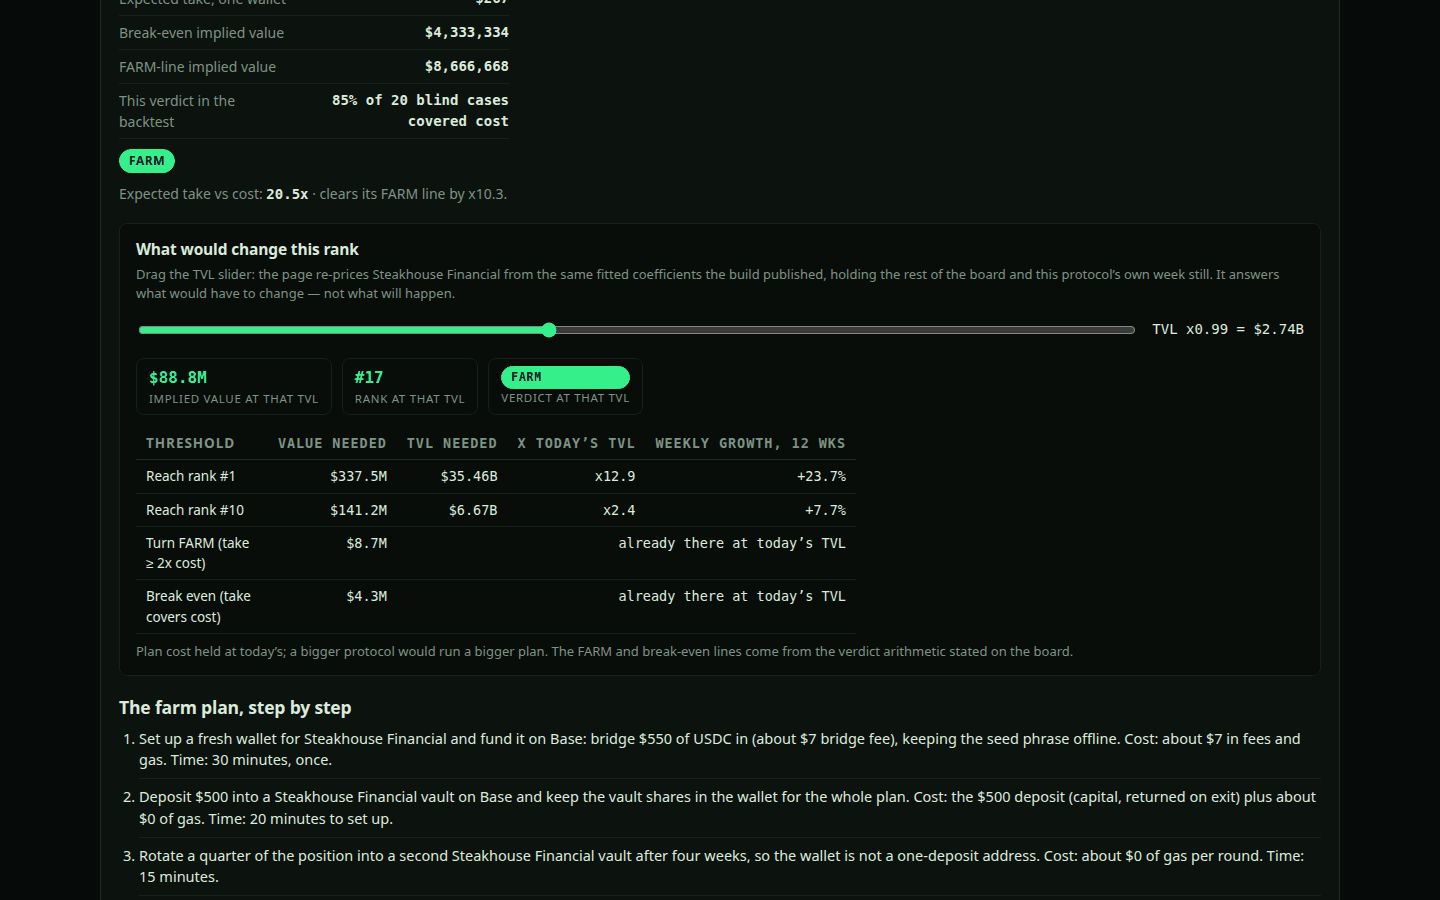 Expected take, one wallet $267
Break-even implied value $4,333,334
FARM-line implied value $8,666,668
This verdict in the 85% of 20 blind cases
backtest covered cost
FARM
Expected take vs cost: 20.5x · clears its FARM line by x10.3.
What would change this rank
Drag the TVL slider: the page re-prices Steakhouse Financial from the same fitted coefficients the build published, holding the rest of the board and this protocol’s own week still. It answers
what would have to change — not what will happen.
TVL x0.99 = $2.74B
$88.8M #17 FARM
IMPLIED VALUE AT THAT TVL RANK AT THAT TVL VERDICT AT THAT TVL
THRESHOLD VALUE NEEDED TVL NEEDED X TODAY’S TVL WEEKLY GROWTH, 12 WKS
Reach rank #1 $337.5M $35.46B x12.9 +23.7%
Reach rank #10 $141.2M $6.67B x2.4 +7.7%
Turn FARM (take $8.7M already there at today’s TVL
≥ 2x cost)
Break even (take $4.3M already there at today’s TVL
covers cost)
Plan cost held at today’s; a bigger protocol would run a bigger plan. The FARM and break-even lines come from the verdict arithmetic stated on the board.
The farm plan, step by step
1. Set up a fresh wallet for Steakhouse Financial and fund it on Base: bridge $550 of USDC in (about $7 bridge fee), keeping the seed phrase offline. Cost: about $7 in fees and
gas. Time: 30 minutes, once.
2. Deposit $500 into a Steakhouse Financial vault on Base and keep the vault shares in the wallet for the whole plan. Cost: the $500 deposit (capital, returned on exit) plus about
$0 of gas. Time: 20 minutes to set up.
3. Rotate a quarter of the position into a second Steakhouse Financial vault after four weeks, so the wallet is not a one-deposit address. Cost: about $0 of gas per round. Time:
15 minutes.